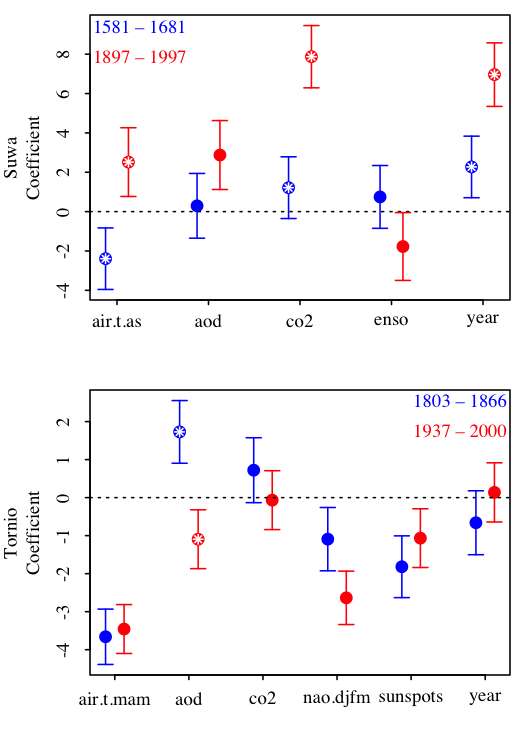 1581 – 1681
1897 – 1997
Suwa
Coefficient
8
6
4
2
0
-2
-4
air.t.as aod co2 enso year
1803 – 1866
1937 – 2000
Tornio
Coefficient
2
1
0
-1
-2
-3
-4
air.t.mam aod co2 nao.djfm sunspots year